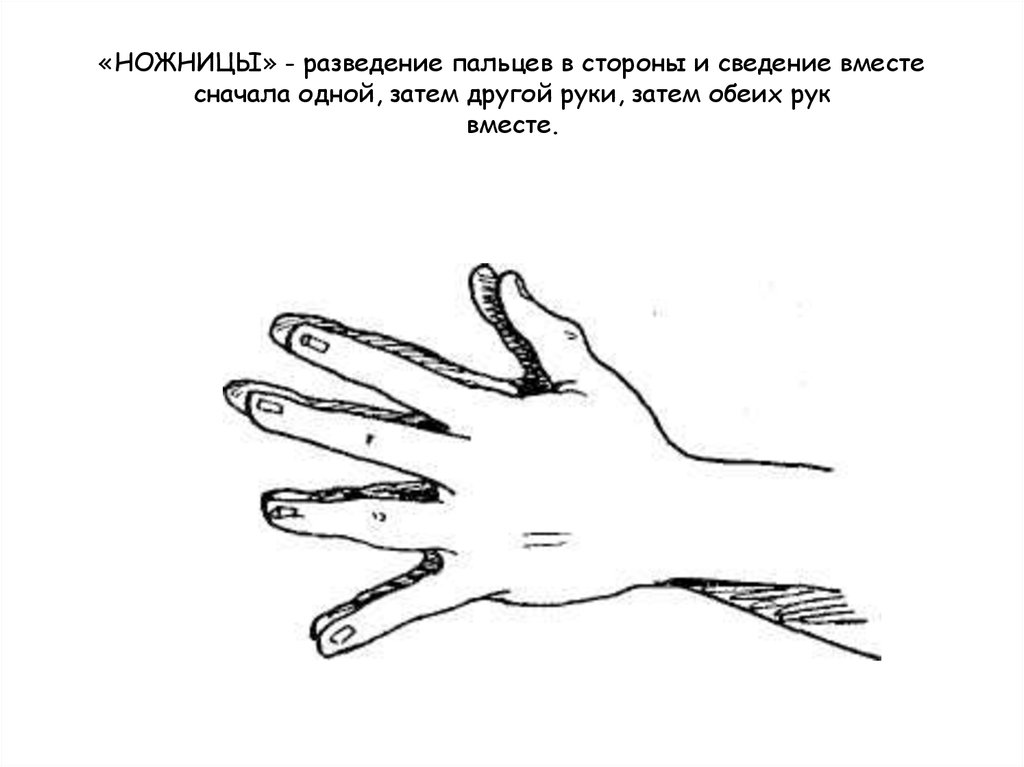 «НОЖНИЦЫ» - разведение пальцев в стороны и сведение вместе
сначала одной, затем другой руки, затем обеих рук
вместе.